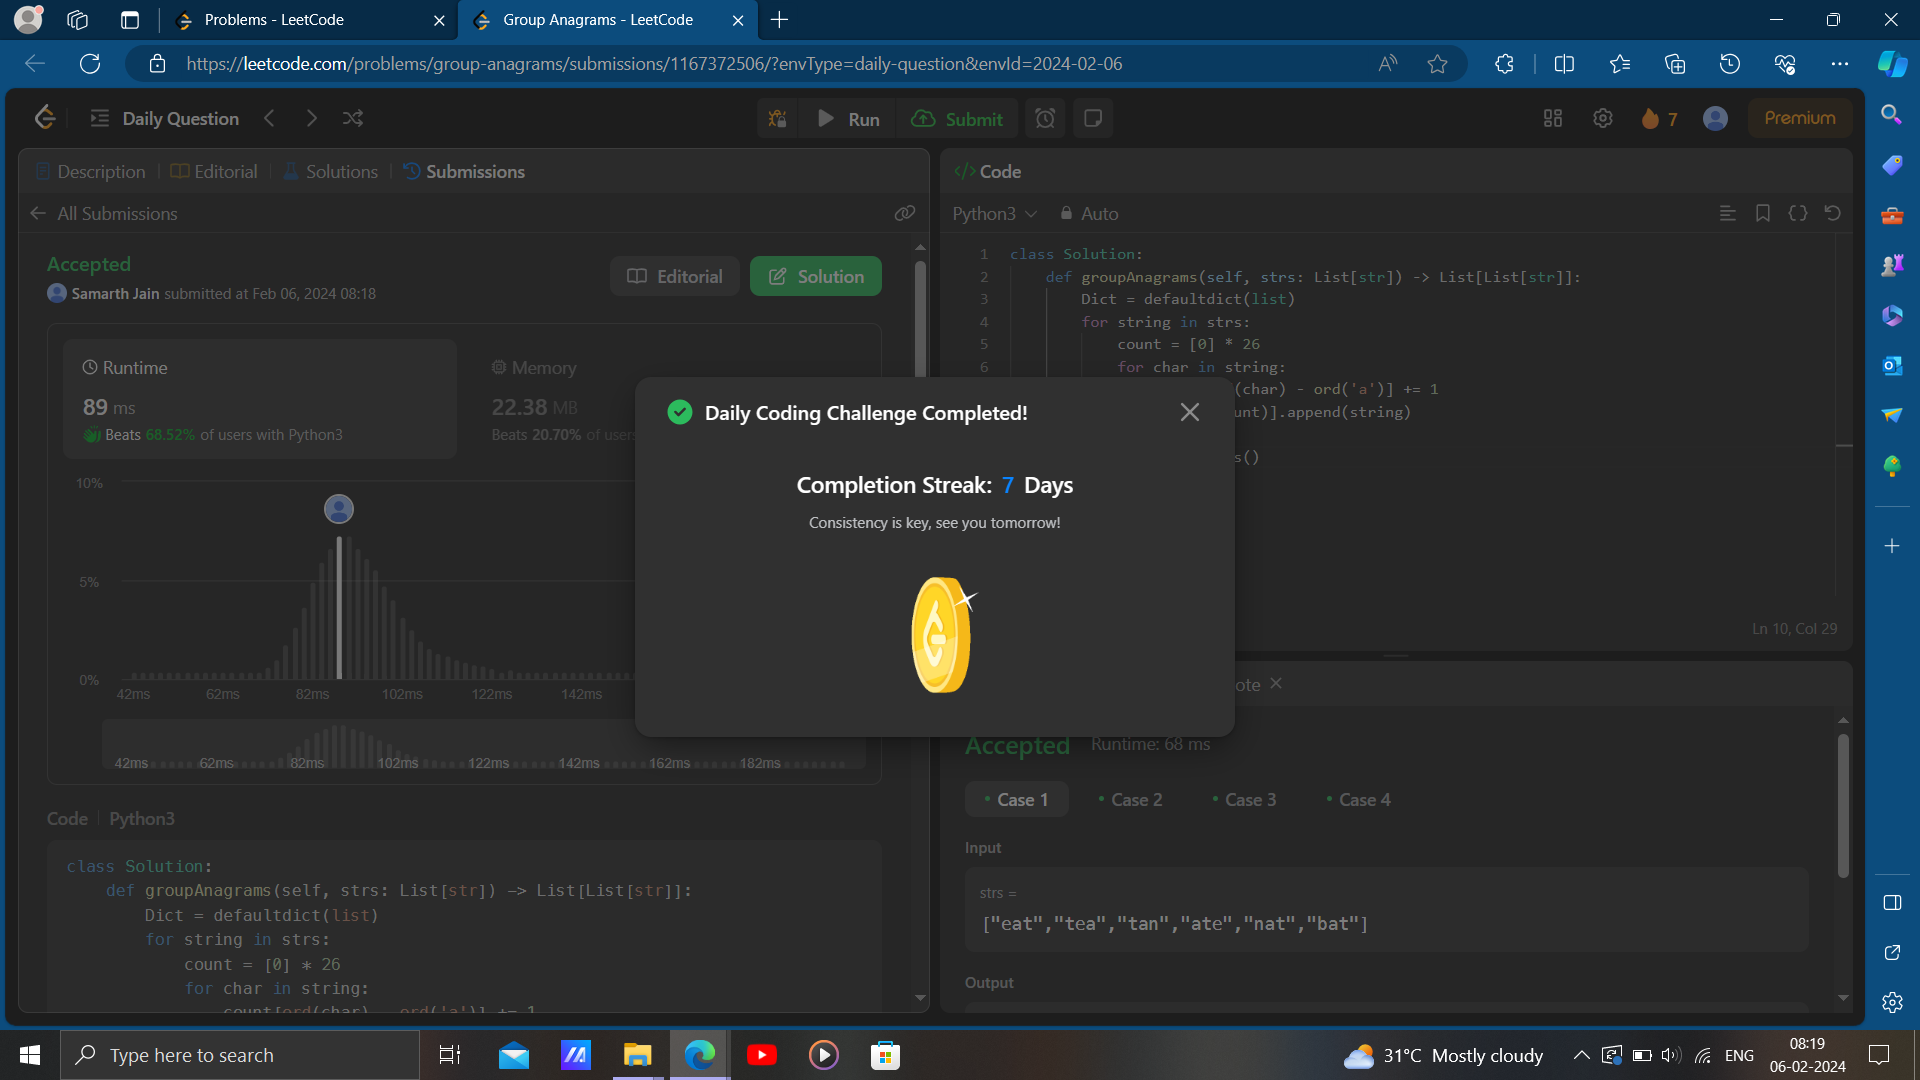 Problems - LeetCode
Group Anagrams - LeetCode
https://leetcode.com/problems/group-anagrams/submissions/1167372506/?envType=daily-question&envId=2024-02-06
Daily Question
Run
Submit
7
Premium
Description
Editorial
Solutions
Submissions
All Submissions
Accepted
Samarth Jain submitted at Feb 06, 2024 08:18
Editorial
Solution
Runtime
89 ms
Beats 68.52% of users with Python3
Memory
22.38 MB
Beats 20.70% of users
10%
5%
0%
42ms 62ms 82ms 102ms 122ms 142ms
42ms 62ms 82ms 102ms 122ms 142ms 162ms 182ms
Code Python3
class Solution:
def groupAnagrams(self, strs: List[str]) -> List[List[str]]:
Dict = defaultdict(list)
for string in strs:
count = [0] * 26
for char in string:
count[ord(char) - ord('a')] += 1
Daily Coding Challenge Completed!
Completion Streak: 7 Days
Consistency is key, see you tomorrow!
</> Code
Python3
Auto
1 class Solution:
2 def groupAnagrams(self, strs: List[str]) -> List[List[str]]:
3 Dict = defaultdict(list)
4 for string in strs:
5 count = [0] * 26
6 for char in string:
(char) - ord('a')] += 1
unt)].append(string)
s()
Ln 10, Col 29
ote
Accepted Runtime: 68 ms
Case 1
Case 2
Case 3
Case 4
Input
strs =
["eat","tea","tan","ate","nat","bat"]
Output
Type here to search
31°C Mostly cloudy
ENG
08:19
06-02-2024